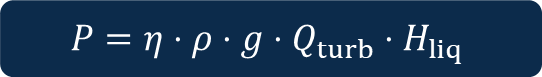 P = η · ρ · g · Q_turb · H_liq